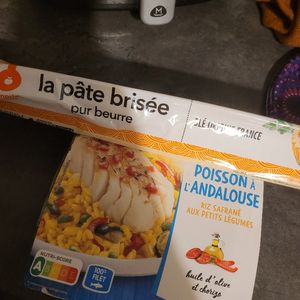 la pâte brisée
pur beurre
POISSON À
L'ANDALOUSE
RIZ SAFRANÉ
AUX PETITS LÉGUMES
huile d'olive
et chorizo
NUTRI-SCORE
A
100%
FILET